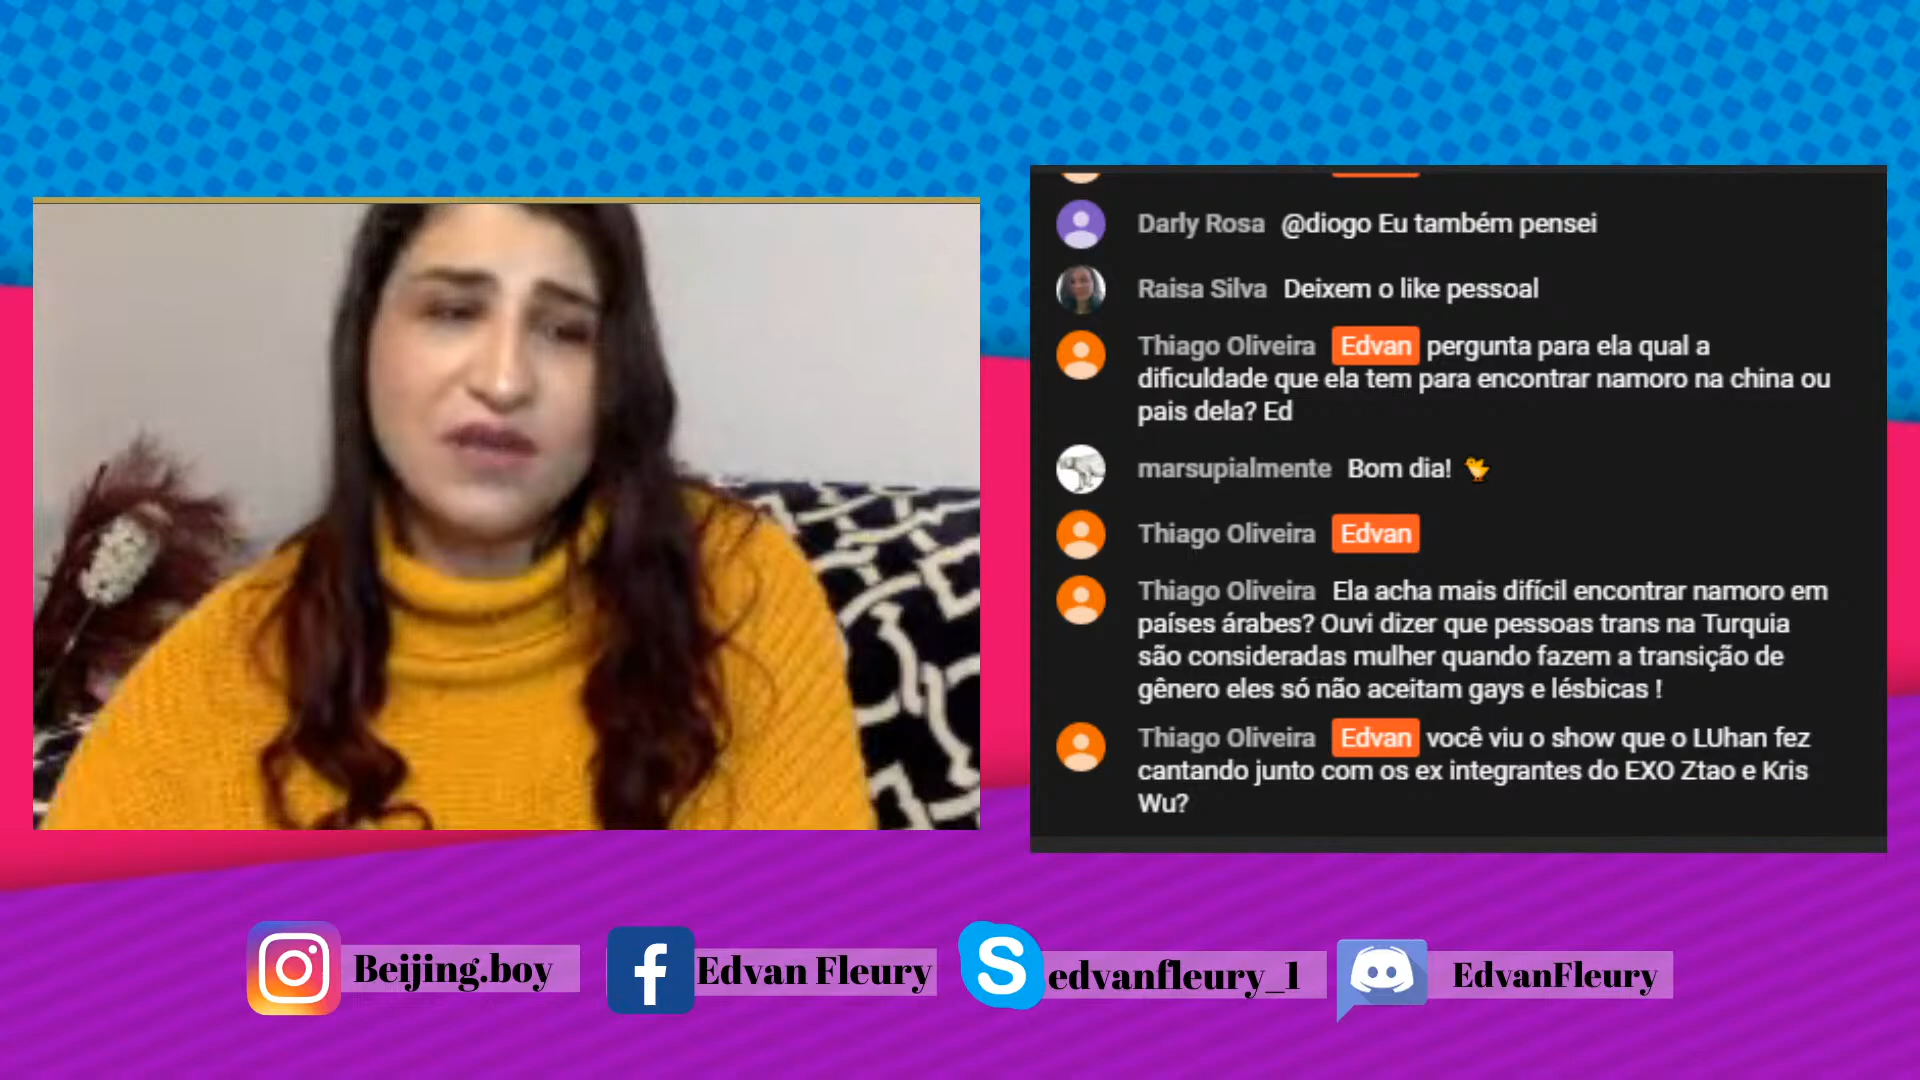 Darly Rosa @diogo Eu também pensei
Raisa Silva Deixem o like pessoal
Thiago Oliveira Edvan pergunta para ela qual a
dificuldade que ela tem para encontrar namoro na china ou
pais dela? Ed
marsupialmente Bom dia! 🐤
Thiago Oliveira Edvan
Thiago Oliveira Ela acha mais difícil encontrar namoro em
países árabes? Ouvi dizer que pessoas trans na Turquia
são consideradas mulher quando fazem a transição de
gênero eles só não aceitam gays e lésbicas !
Thiago Oliveira Edvan você viu o show que o LUhan fez
cantando junto com os ex integrantes do EXO Ztao e Kris
Wu?
Beijing.boy
Edvan Fleury
edvanfleury_1
EdvanFleury